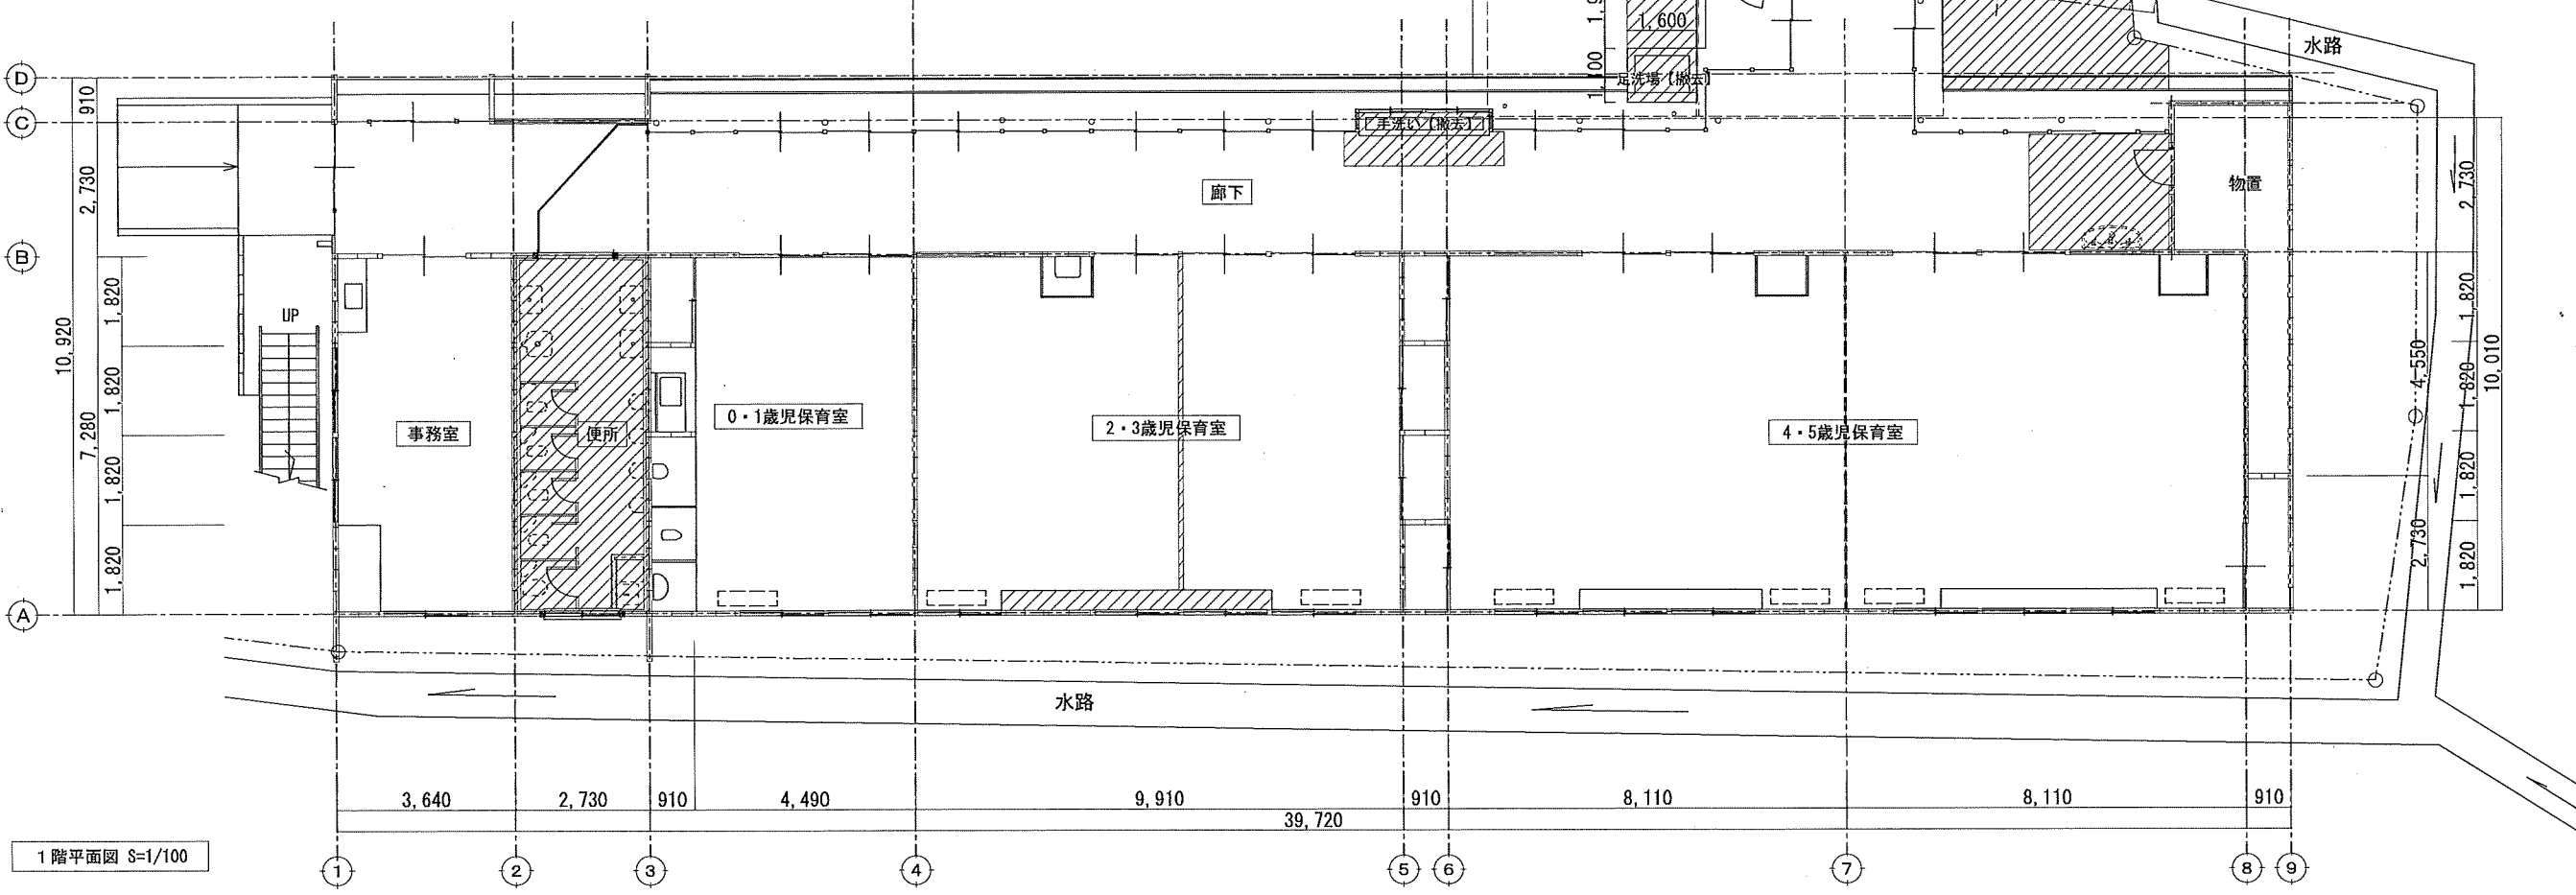 1,600
水路
D
足洗場【撤去】
910
C
手洗い【撤去】
2,730
廊下
物置
2,730
B
1,820
UP
1,820
10,920
4,550
10,010
1,820
0・1歳児保育室
2・3歳児保育室
4・5歳児保育室
1,820
7,280
事務室
便所
1,820
1,820
2,730
1,820
1,820
A
水路
3,640
2,730
910
4,490
9,910
910
8,110
8,110
910
39,720
1階平面図 S=1/100
1
2
3
4
5
6
7
8
9